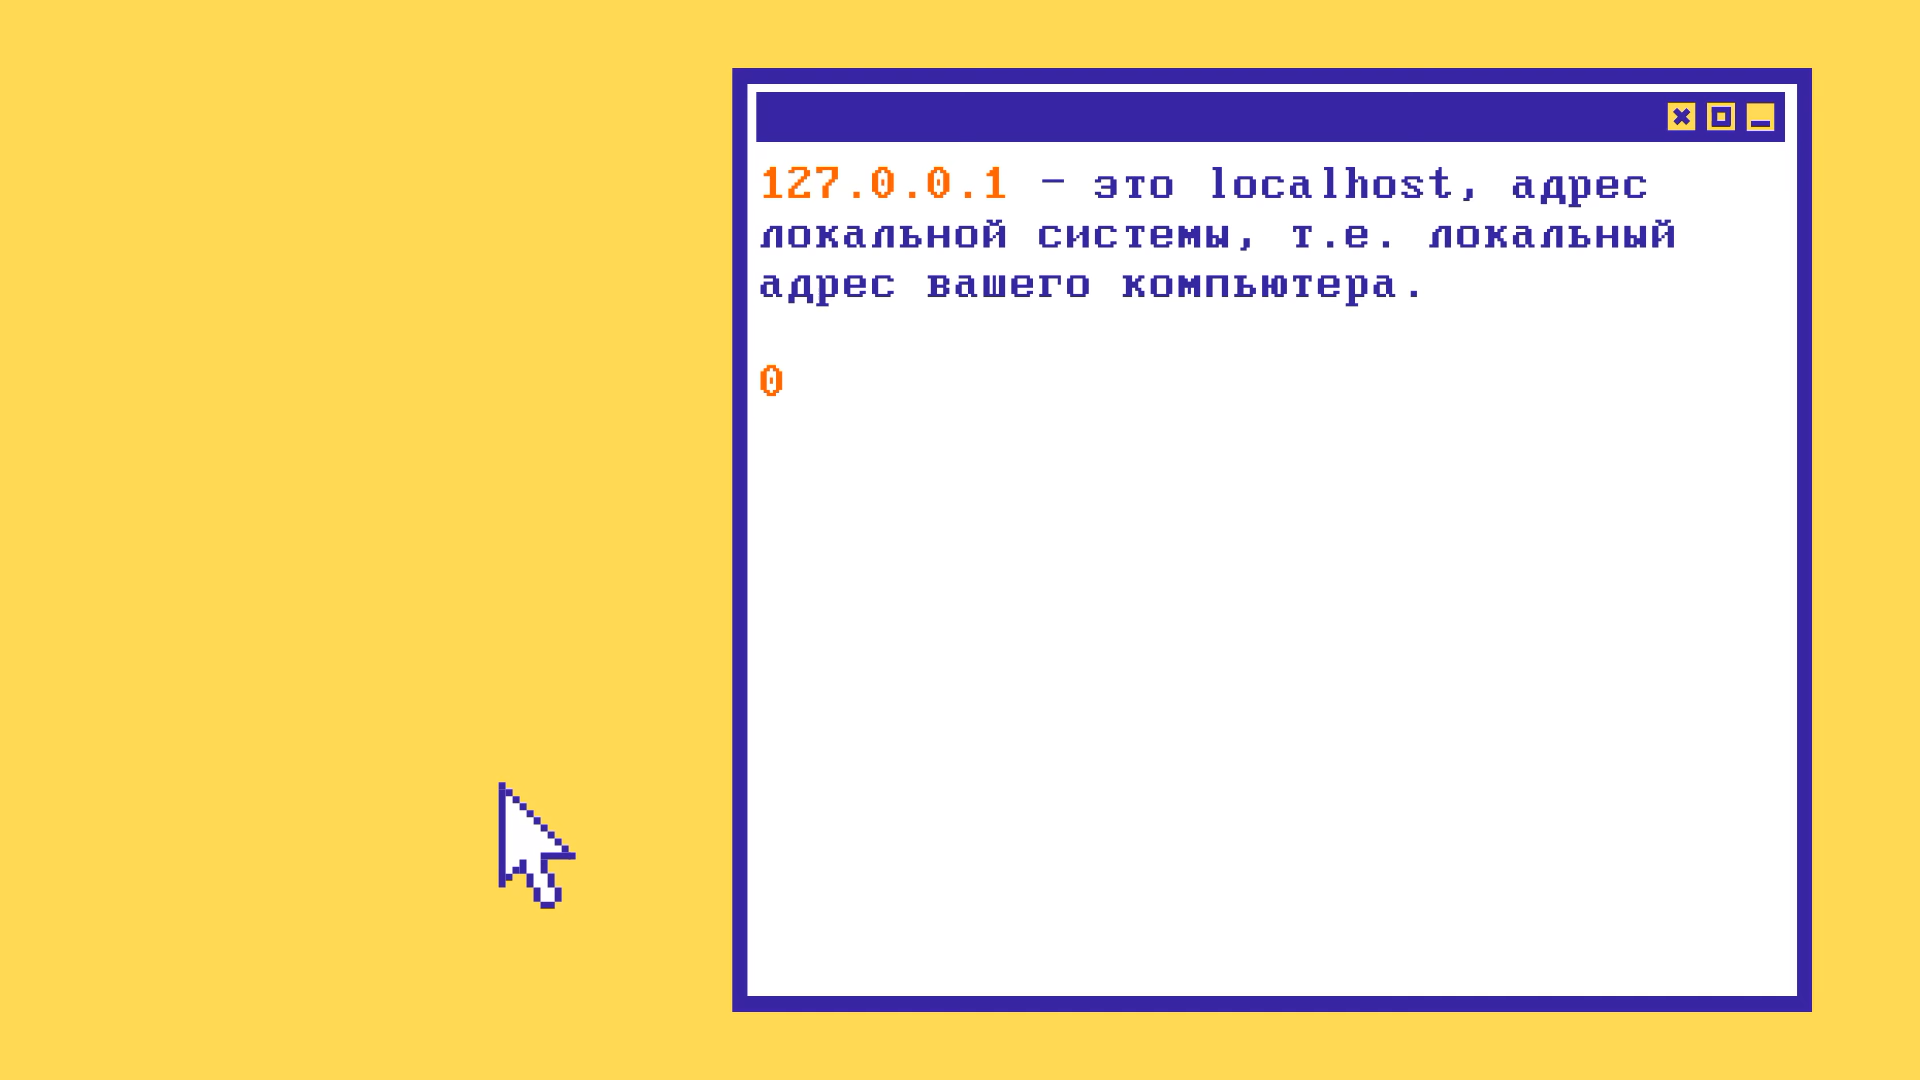 127.0.0.1 – это localhost, адрес
локальной системы, т.е. локальный
адрес вашего компьютера.
0